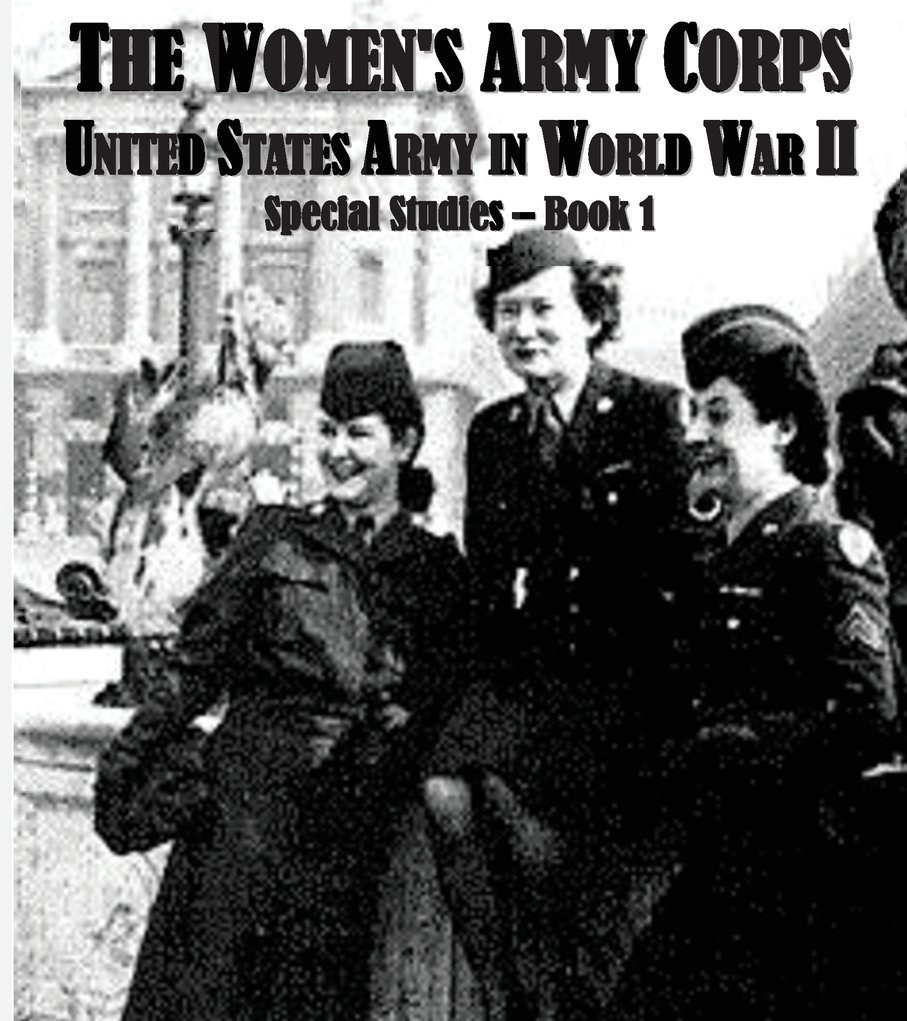 THE WOMEN'S ARMY CORPS
UNITED STATES ARMY IN WORLD WAR II
Special Studies – Book 1